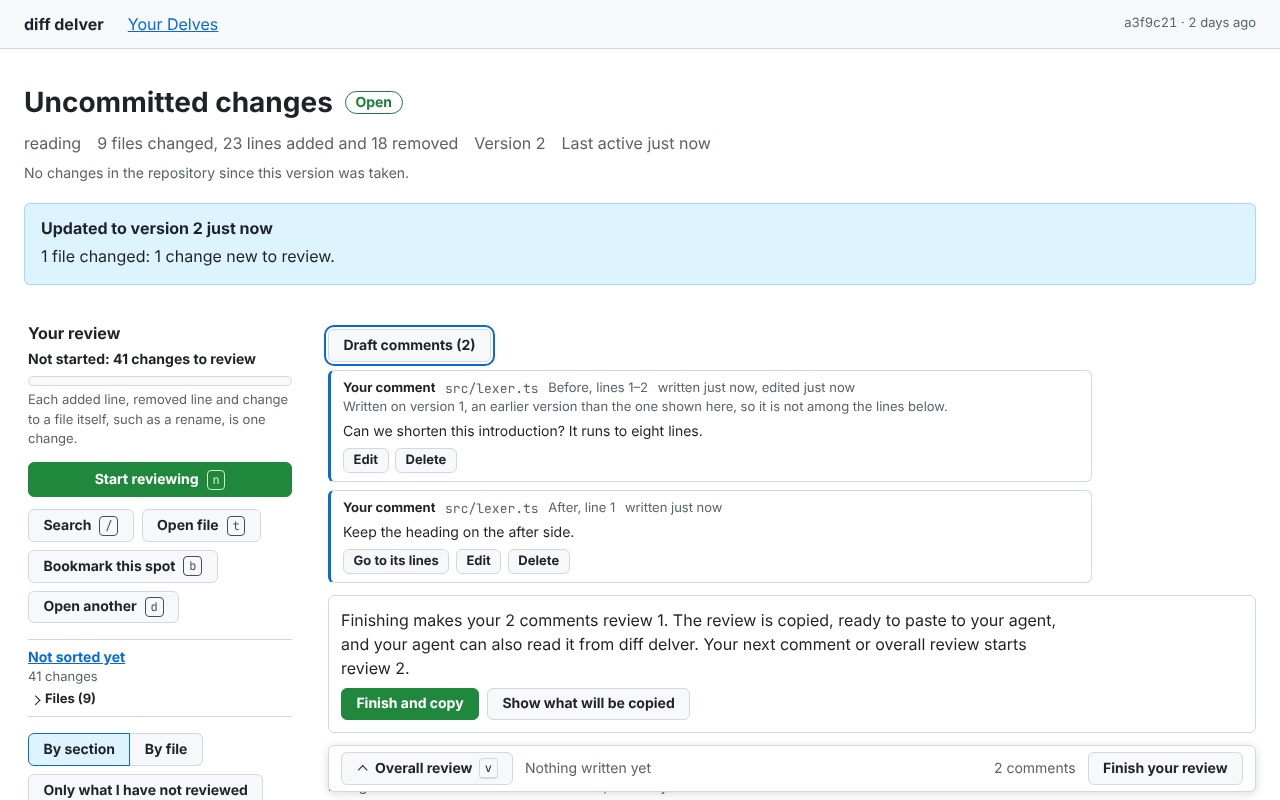 diff delver Your Delves a3f9c21 · 2 days ago
Uncommitted changes Open
reading 9 files changed, 23 lines added and 18 removed Version 2 Last active just now
No changes in the repository since this version was taken.
Updated to version 2 just now
1 file changed: 1 change new to review.
Your review
Not started: 41 changes to review
Each added line, removed line and change
to a file itself, such as a rename, is one
change.
Start reviewing n
Search / Open file t
Bookmark this spot b
Open another d
Not sorted yet
41 changes
Files (9)
By section By file
Only what I have not reviewed
Draft comments (2)
Your comment src/lexer.ts Before, lines 1–2 written just now, edited just now
Written on version 1, an earlier version than the one shown here, so it is not among the lines below.
Can we shorten this introduction? It runs to eight lines.
Edit Delete
Your comment src/lexer.ts After, line 1 written just now
Keep the heading on the after side.
Go to its lines Edit Delete
Finishing makes your 2 comments review 1. The review is copied, ready to paste to your agent,
and your agent can also read it from diff delver. Your next comment or overall review starts
review 2.
Finish and copy Show what will be copied
Overall review v Nothing written yet 2 comments Finish your review